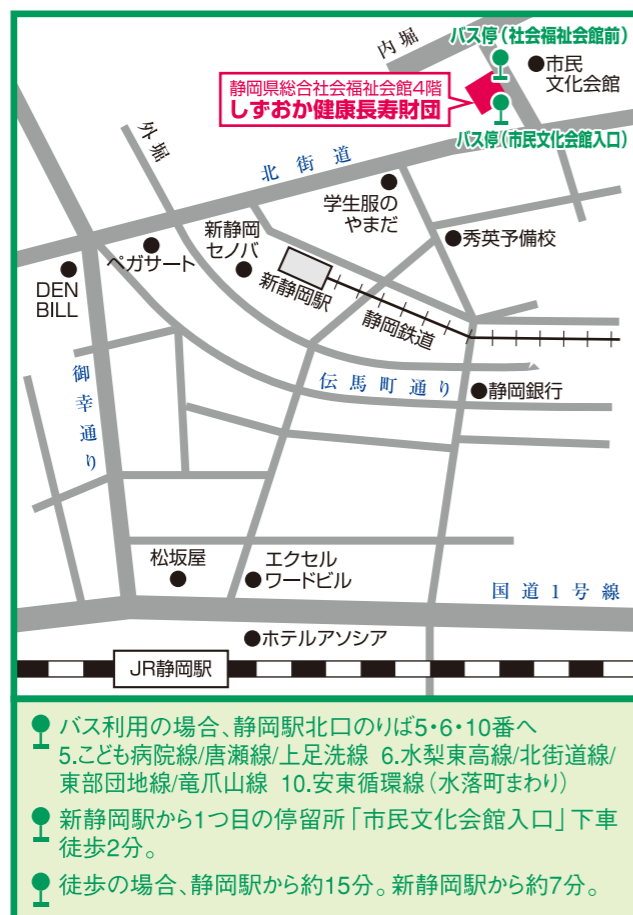 内堀
バス停(社会福祉会館前)
市民
文化会館
静岡県総合社会福祉会館4階
しずおか健康長寿財団
バス停(市民文化会館入口)
外堀
北街道
学生服の
やまだ
新静岡
セノバ
秀英予備校
ペガサート
DEN
BILL
新静岡駅
静岡鉄道
御幸通り
伝馬町通り
静岡銀行
松坂屋
エクセル
ワードビル
国道1号線
ホテルアソシア
JR静岡駅
バス利用の場合、静岡駅北口のりば5・6・10番へ
5.こども病院線/唐瀬線/上足洗線 6.水梨東高線/北街道線/
東部団地線/竜爪山線 10.安東循環線(水落町まわり)
新静岡駅から1つ目の停留所「市民文化会館入口」下車
徒歩2分。
徒歩の場合、静岡駅から約15分。新静岡駅から約7分。